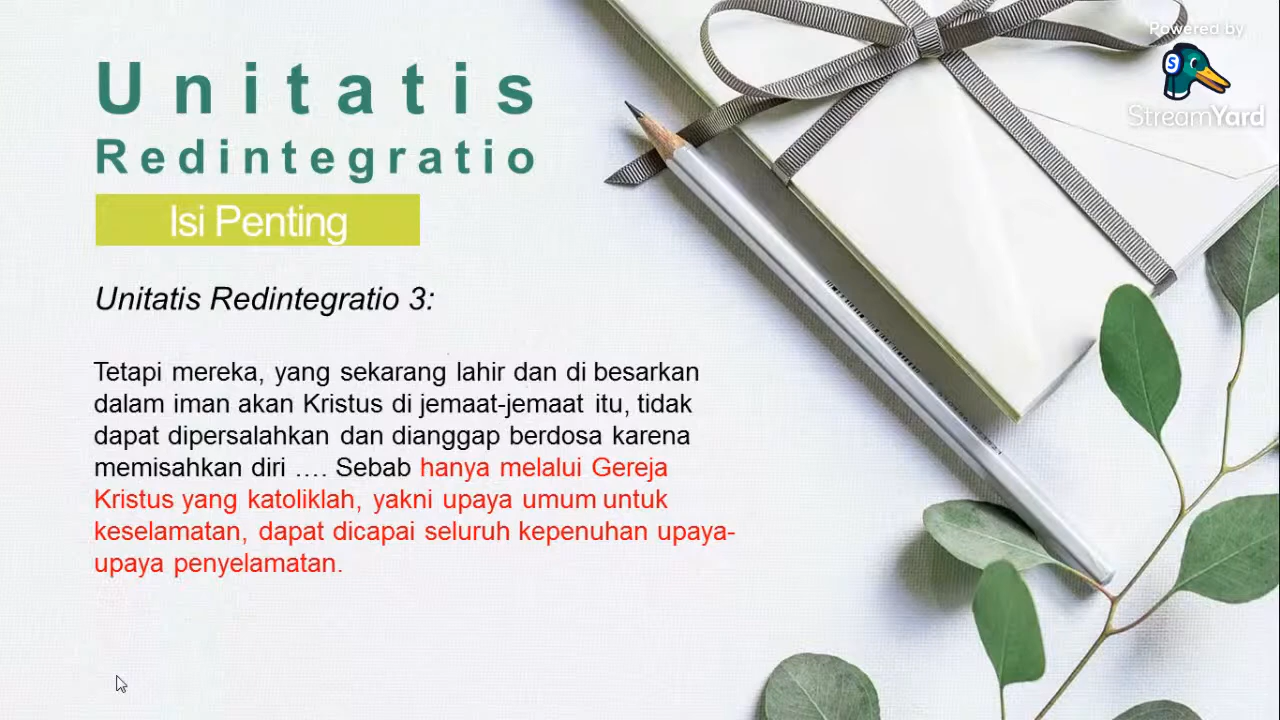 Powered by
StreamYard
Unitatis
Redintegratio
Isi Penting
Unitatis Redintegratio 3:
Tetapi mereka, yang sekarang lahir dan di besarkan
dalam iman akan Kristus di jemaat-jemaat itu, tidak
dapat dipersalahkan dan dianggap berdosa karena
memisahkan diri .... Sebab hanya melalui Gereja
Kristus yang katoliklah, yakni upaya umum untuk
keselamatan, dapat dicapai seluruh kepenuhan upaya-
upaya penyelamatan.